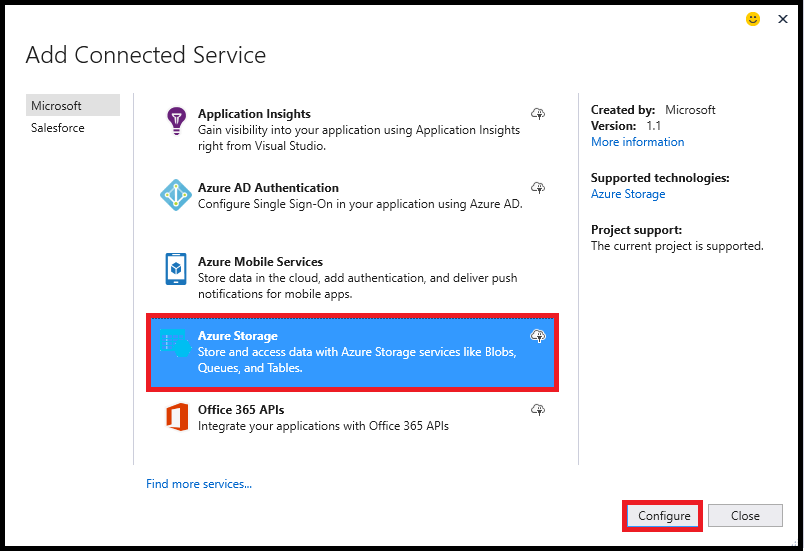 Add Connected Service
Microsoft
Salesforce
Application Insights
Gain visibility into your application using Application Insights
right from Visual Studio.
Azure AD Authentication
Configure Single Sign-On in your application using Azure AD.
Azure Mobile Services
Store data in the cloud, add authentication, and deliver push
notifications for mobile apps.
Azure Storage
Store and access data with Azure Storage services like Blobs,
Queues, and Tables.
Office 365 APIs
Integrate your applications with Office 365 APIs
Find more services...
Created by: Microsoft
Version: 1.1
More information
Supported technologies:
Azure Storage
Project support:
The current project is supported.
Configure
Close